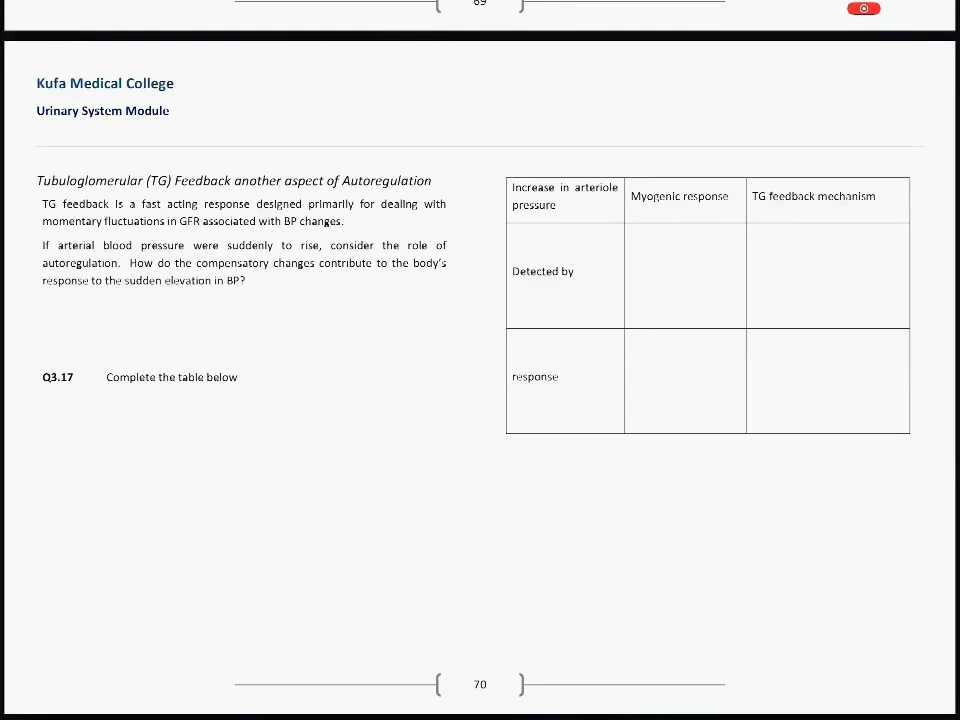 69
Kufa Medical College
Urinary System Module
Tubuloglomerular (TG) Feedback another aspect of Autoregulation
TG feedback is a fast acting response designed primarily for dealing with
momentary fluctuations in GFR associated with BP changes.
If arterial blood pressure were suddenly to rise, consider the role of
autoregulation. How do the compensatory changes contribute to the body's
response to the sudden elevation in BP?
Q3.17 Complete the table below
Increase in arteriole
pressure
Myogenic response
TG feedback mechanism
Detected by
response
70